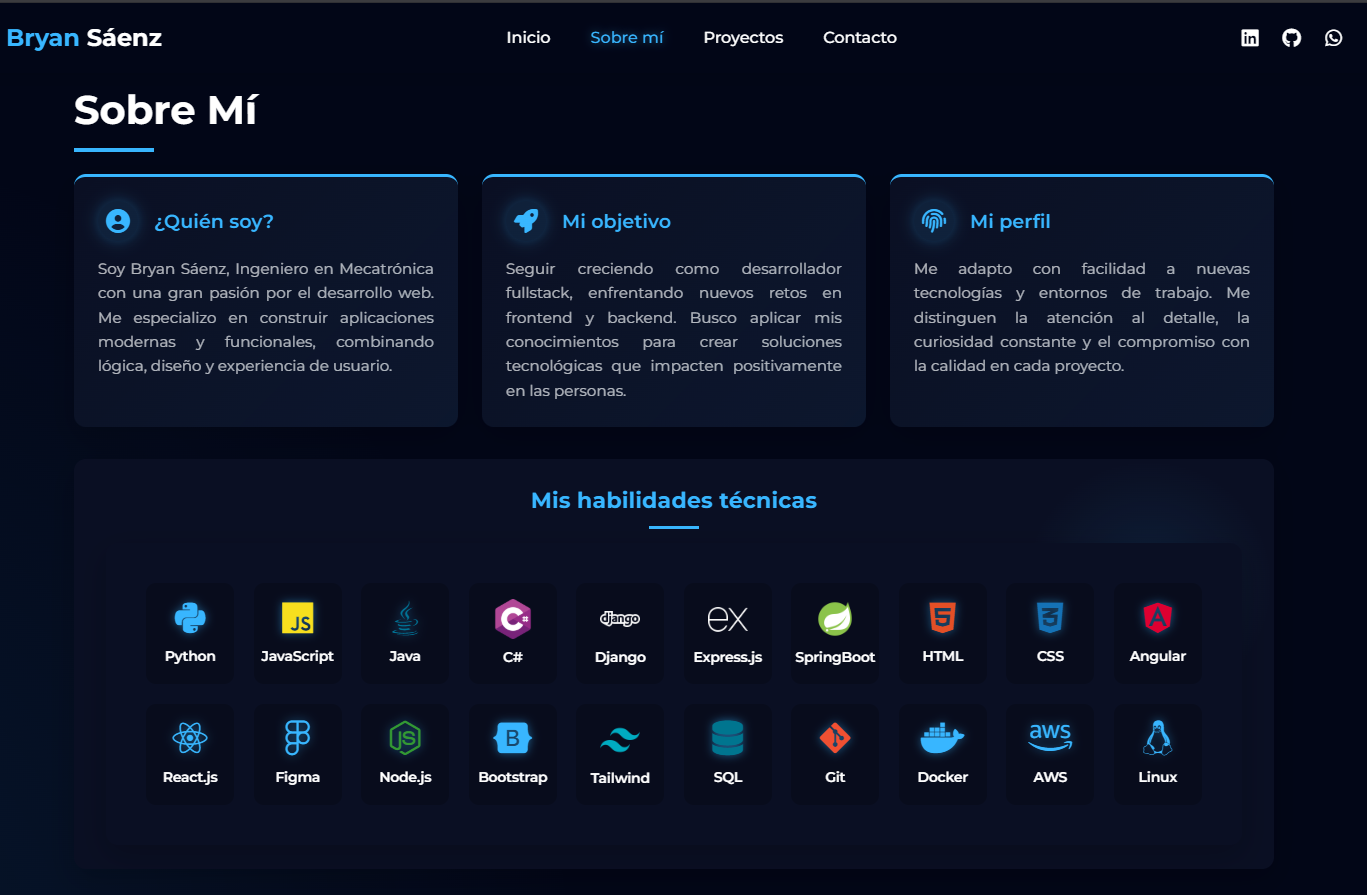 Bryan Sáenz
Inicio
Sobre mí
Proyectos
Contacto
in
Sobre Mí
¿Quién soy?
Soy Bryan Sáenz, Ingeniero en Mecatrónica
con una gran pasión por el desarrollo web.
Me especializo en construir aplicaciones
modernas y funcionales, combinando
lógica, diseño y experiencia de usuario.
Mi objetivo
Seguir creciendo como desarrollador
fullstack, enfrentando nuevos retos en
frontend y backend. Busco aplicar mis
conocimientos para crear soluciones
tecnológicas que impacten positivamente
en las personas.
Mi perfil
Me adapto con facilidad a nuevas
tecnologías y entornos de trabajo. Me
distinguen la atención al detalle, la
curiosidad constante y el compromiso con
la calidad en cada proyecto.
Mis habilidades técnicas
Python
JS
JavaScript
Java
C#
C#
django
Django
ex
Express.js
SpringBoot
5
HTML
3
CSS
A
Angular
React.js
Figma
JS
Node.js
B
Bootstrap
Tailwind
SQL
Git
Docker
aws
AWS
Linux